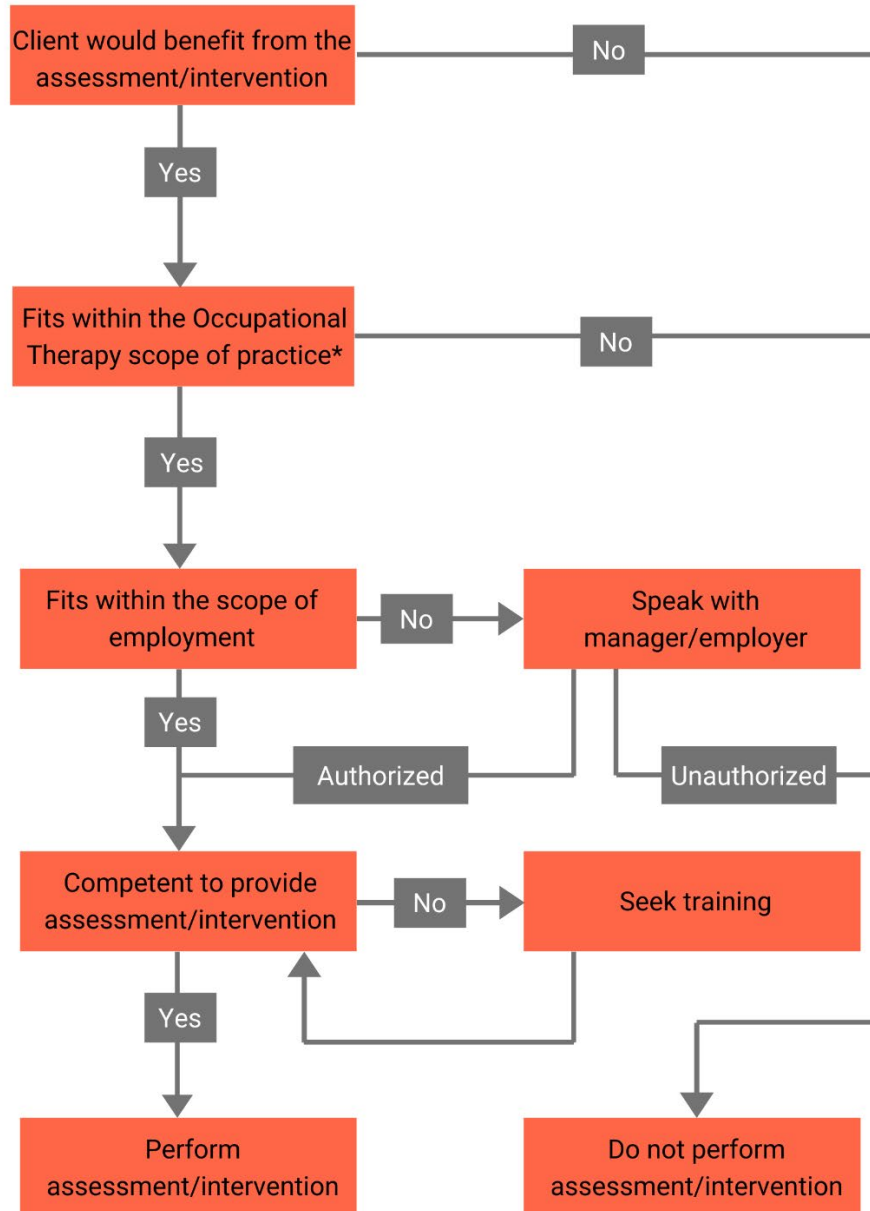 Client would benefit from the
assessment/intervention
No
Yes
Fits within the Occupational
Therapy scope of practice*
No
Yes
Fits within the scope of
employment
No
Speak with
manager/employer
Yes
Authorized
Unauthorized
Competent to provide
assessment/intervention
No
Seek training
Yes
Perform
assessment/intervention
Do not perform
assessment/intervention